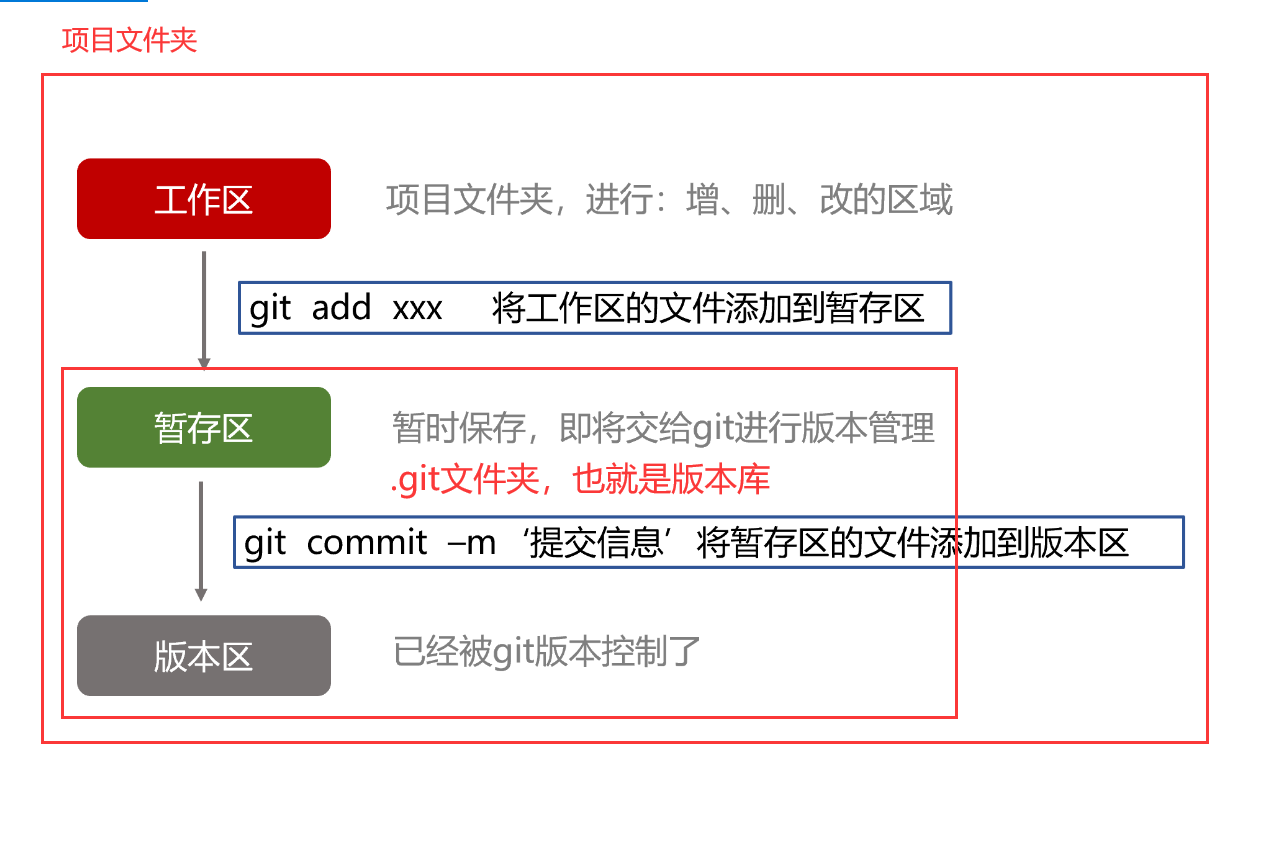 项目文件夹
工作区
项目文件夹，进行：增、删、改的区域
git add xxx 将工作区的文件添加到暂存区
暂存区
暂时保存，即将交给git进行版本管理
.git文件夹，也就是版本库
git commit –m ‘提交信息’ 将暂存区的文件添加到版本区
版本区
已经被git版本控制了